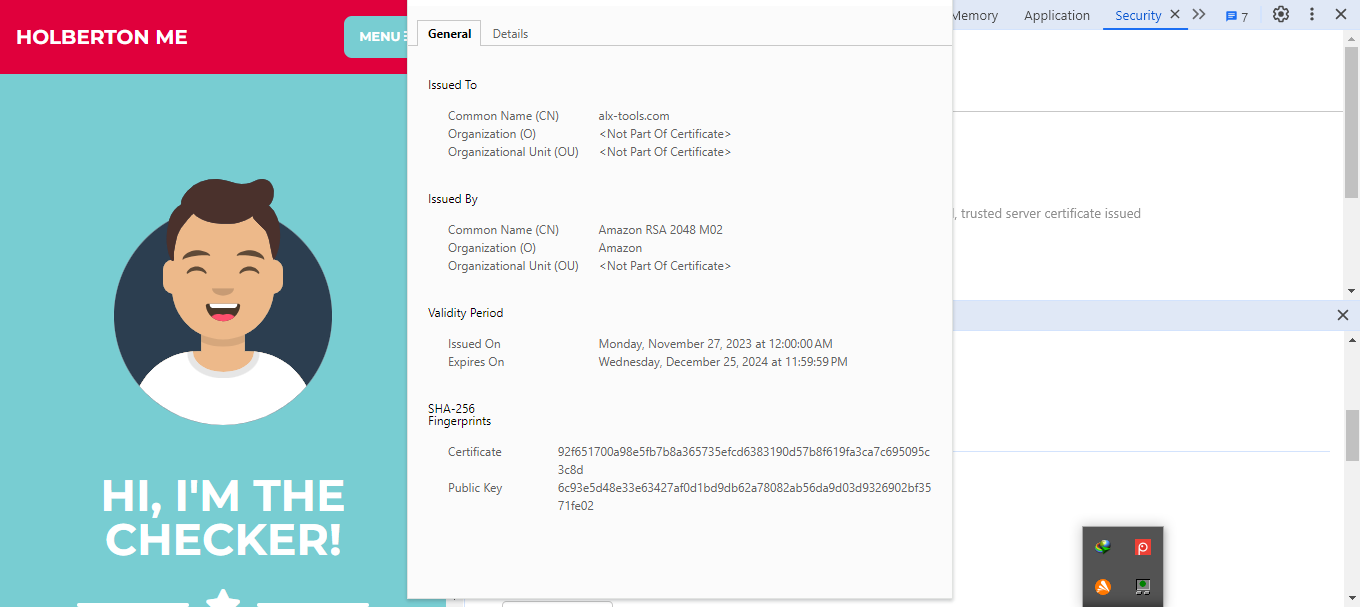 HOLBERTON ME
MENU
General
Details
Memory
Application
Security
7
Issued To
Common Name (CN) alx-tools.com
Organization (O) <Not Part Of Certificate>
Organizational Unit (OU) <Not Part Of Certificate>
Issued By
Common Name (CN) Amazon RSA 2048 M02
Organization (O) Amazon
Organizational Unit (OU) <Not Part Of Certificate>
, trusted server certificate issued
Validity Period
Issued On Monday, November 27, 2023 at 12:00:00 AM
Expires On Wednesday, December 25, 2024 at 11:59:59 PM
SHA-256
Fingerprints
Certificate 92f651700a98e5fb7b8a365735efcd6383190d57b8f619fa3ca7c695095c
3c8d
Public Key 6c93e5d48e33e63427af0d1bd9db62a78082ab56da9d03d9326902bf35
71fe02
HI, I'M THE
CHECKER!